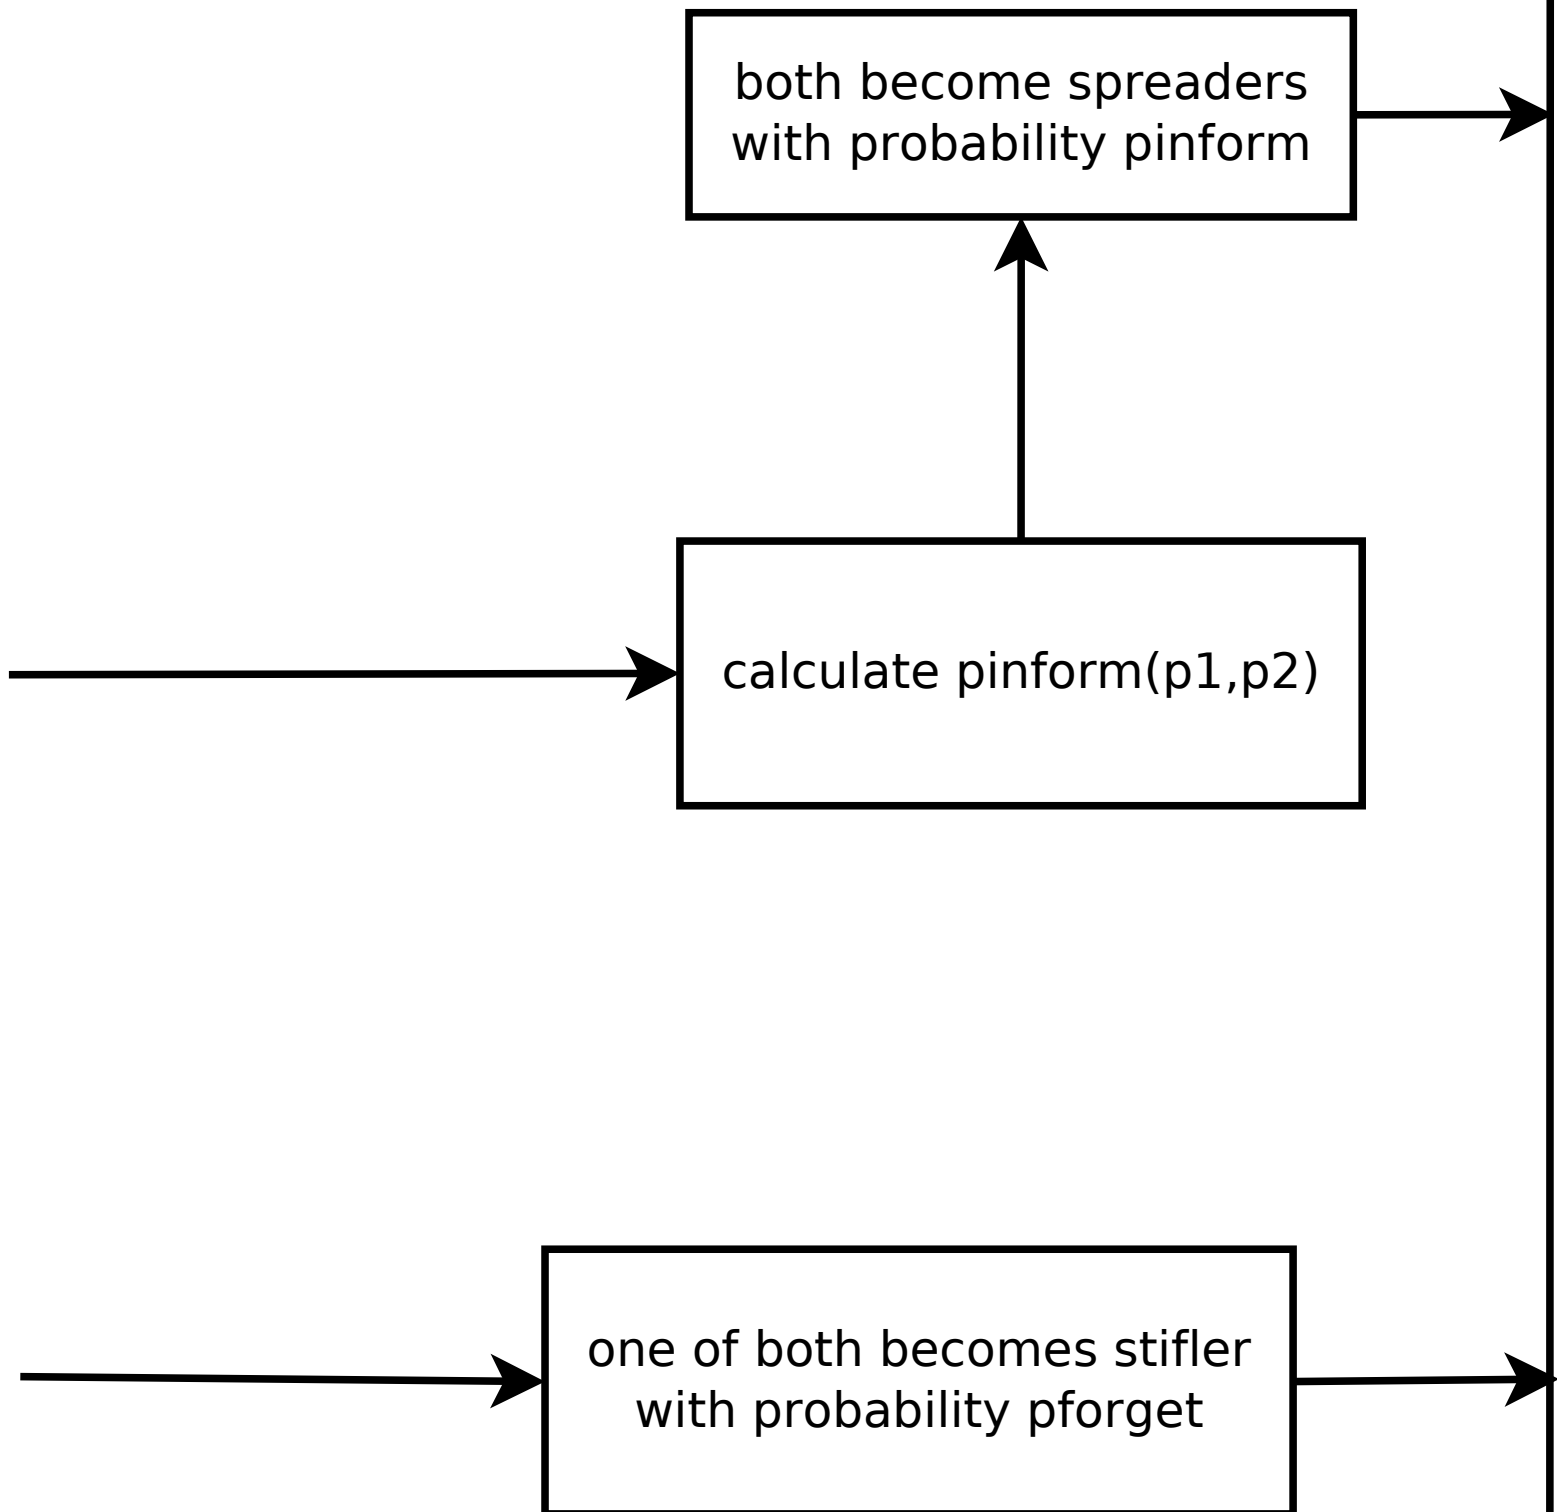 both become spreaders
with probability pinform
calculate pinform(p1,p2)
one of both becomes stifler
with probability pforget